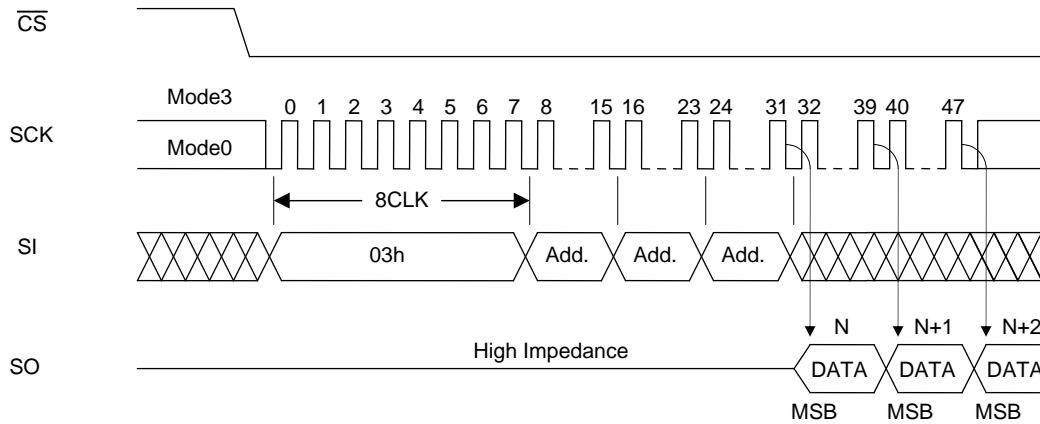 CS
Mode3
0 1 2 3 4 5 6 7 8 15 16 23 24 31 32 39 40 47
SCK
Mode0
8CLK
SI
03h Add. Add. Add.
N N+1 N+2
High Impedance
SO
DATA DATA DATA
MSB MSB MSB